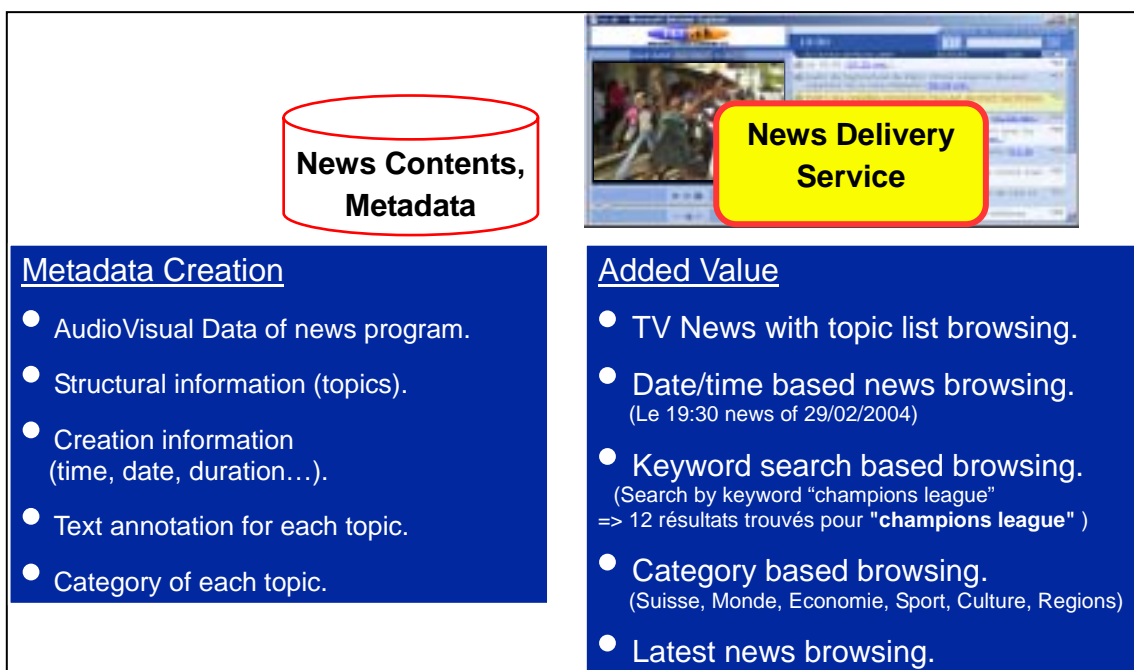 News Contents,
Metadata
News Delivery
Service
Metadata Creation
AudioVisual Data of news program.
Structural information (topics).
Creation information
(time, date, duration…).
Text annotation for each topic.
Category of each topic.
Added Value
TV News with topic list browsing.
Date/time based news browsing.
(Le 19:30 news of 29/02/2004)
Keyword search based browsing.
(Search by keyword “champions league”
=> 12 résultats trouvés pour "champions league" )
Category based browsing.
(Suisse, Monde, Economie, Sport, Culture, Regions)
Latest news browsing.